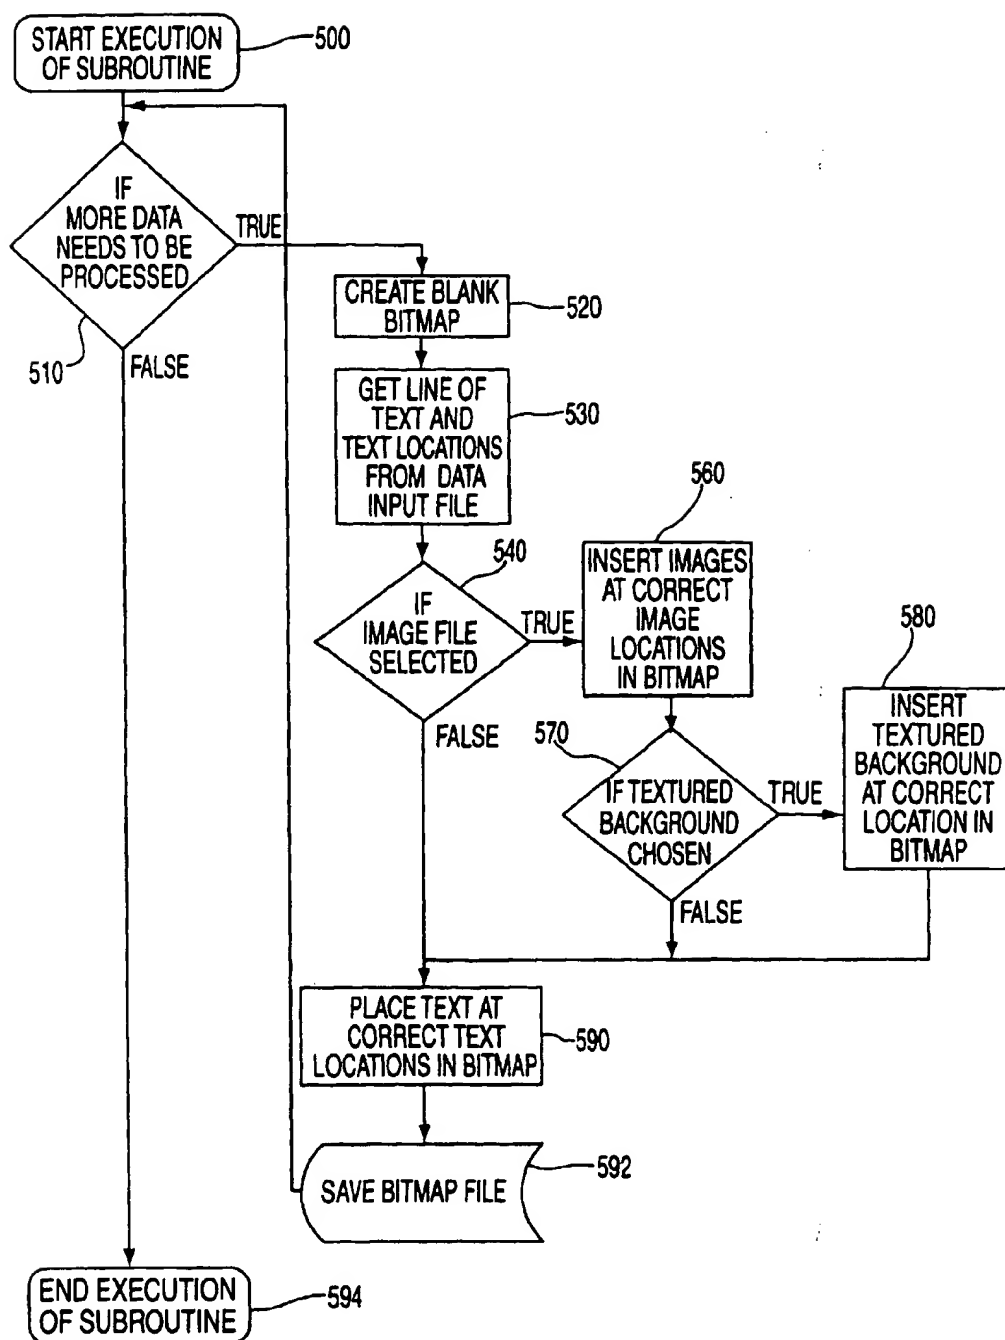 START EXECUTION
OF SUBROUTINE
500
IF
MORE DATA
NEEDS TO BE
PROCESSED
TRUE
510
FALSE
CREATE BLANK
BITMAP
520
GET LINE OF
TEXT AND
TEXT LOCATIONS
FROM DATA
INPUT FILE
530
540
IF
IMAGE FILE
SELECTED
TRUE
FALSE
560
INSERT IMAGES
AT CORRECT
IMAGE
LOCATIONS
IN BITMAP
570
IF TEXTURED
BACKGROUND
CHOSEN
TRUE
FALSE
580
INSERT
TEXTURED
BACKGROUND
AT CORRECT
LOCATION IN
BITMAP
PLACE TEXT AT
CORRECT TEXT
LOCATIONS IN BITMAP
590
SAVE BITMAP FILE
592
END EXECUTION
OF SUBROUTINE
594